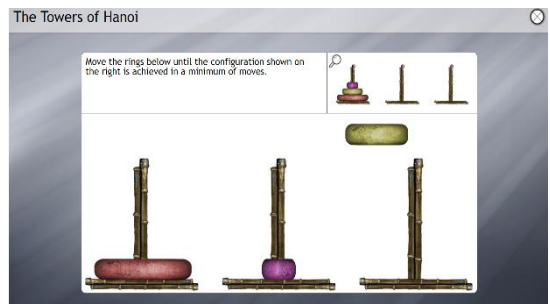 The Towers of Hanoi
Move the rings below until the configuration shown on
the right is achieved in a minimum of moves.